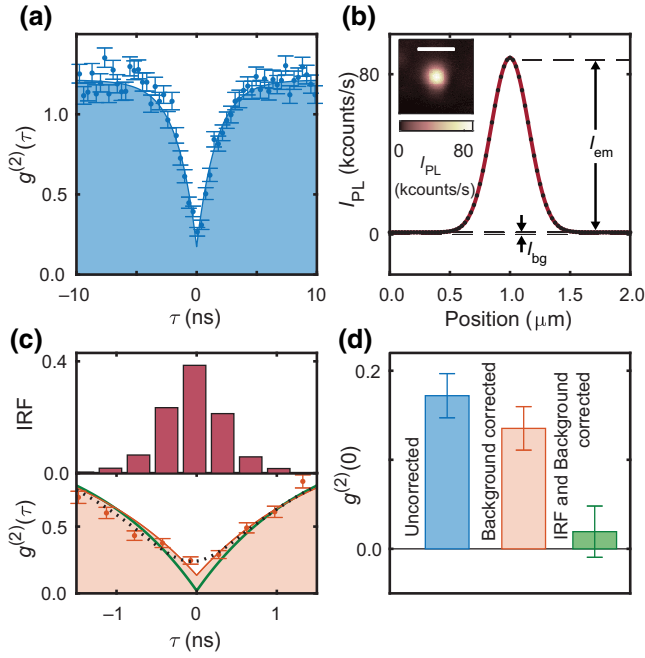 (a)
g(2)(τ)
1.0
0.5
0.0
−10
0
10
τ (ns)
(b)
IPL (kcounts/s)
80
0
0
80
IPL
(kcounts/s)
Iem
Ibg
0.0
0.5
1.0
1.5
2.0
Position (μm)
(c)
IRF
0.4
0.0
g(2)(τ)
0.5
0.0
−1
0
1
τ (ns)
(d)
g(2)(0)
0.2
0.0
Uncorrected
Background corrected
IRF and Background
corrected